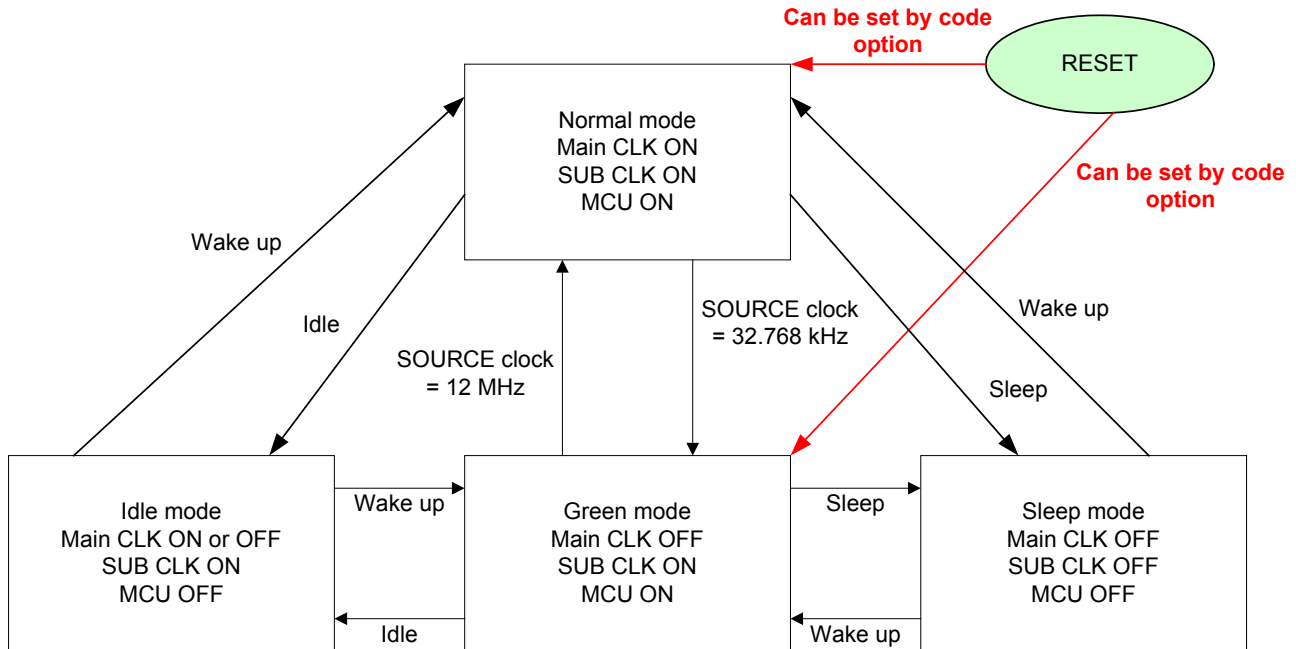 Can be set by code
option
RESET
Normal mode
Main CLK ON
SUB CLK ON
MCU ON
Can be set by code
option
Wake up
Idle
SOURCE clock
= 12 MHz
SOURCE clock
= 32.768 kHz
Wake up
Sleep
Idle mode
Main CLK ON or OFF
SUB CLK ON
MCU OFF
Wake up
Idle
Green mode
Main CLK OFF
SUB CLK ON
MCU ON
Sleep
Wake up
Sleep mode
Main CLK OFF
SUB CLK OFF
MCU OFF